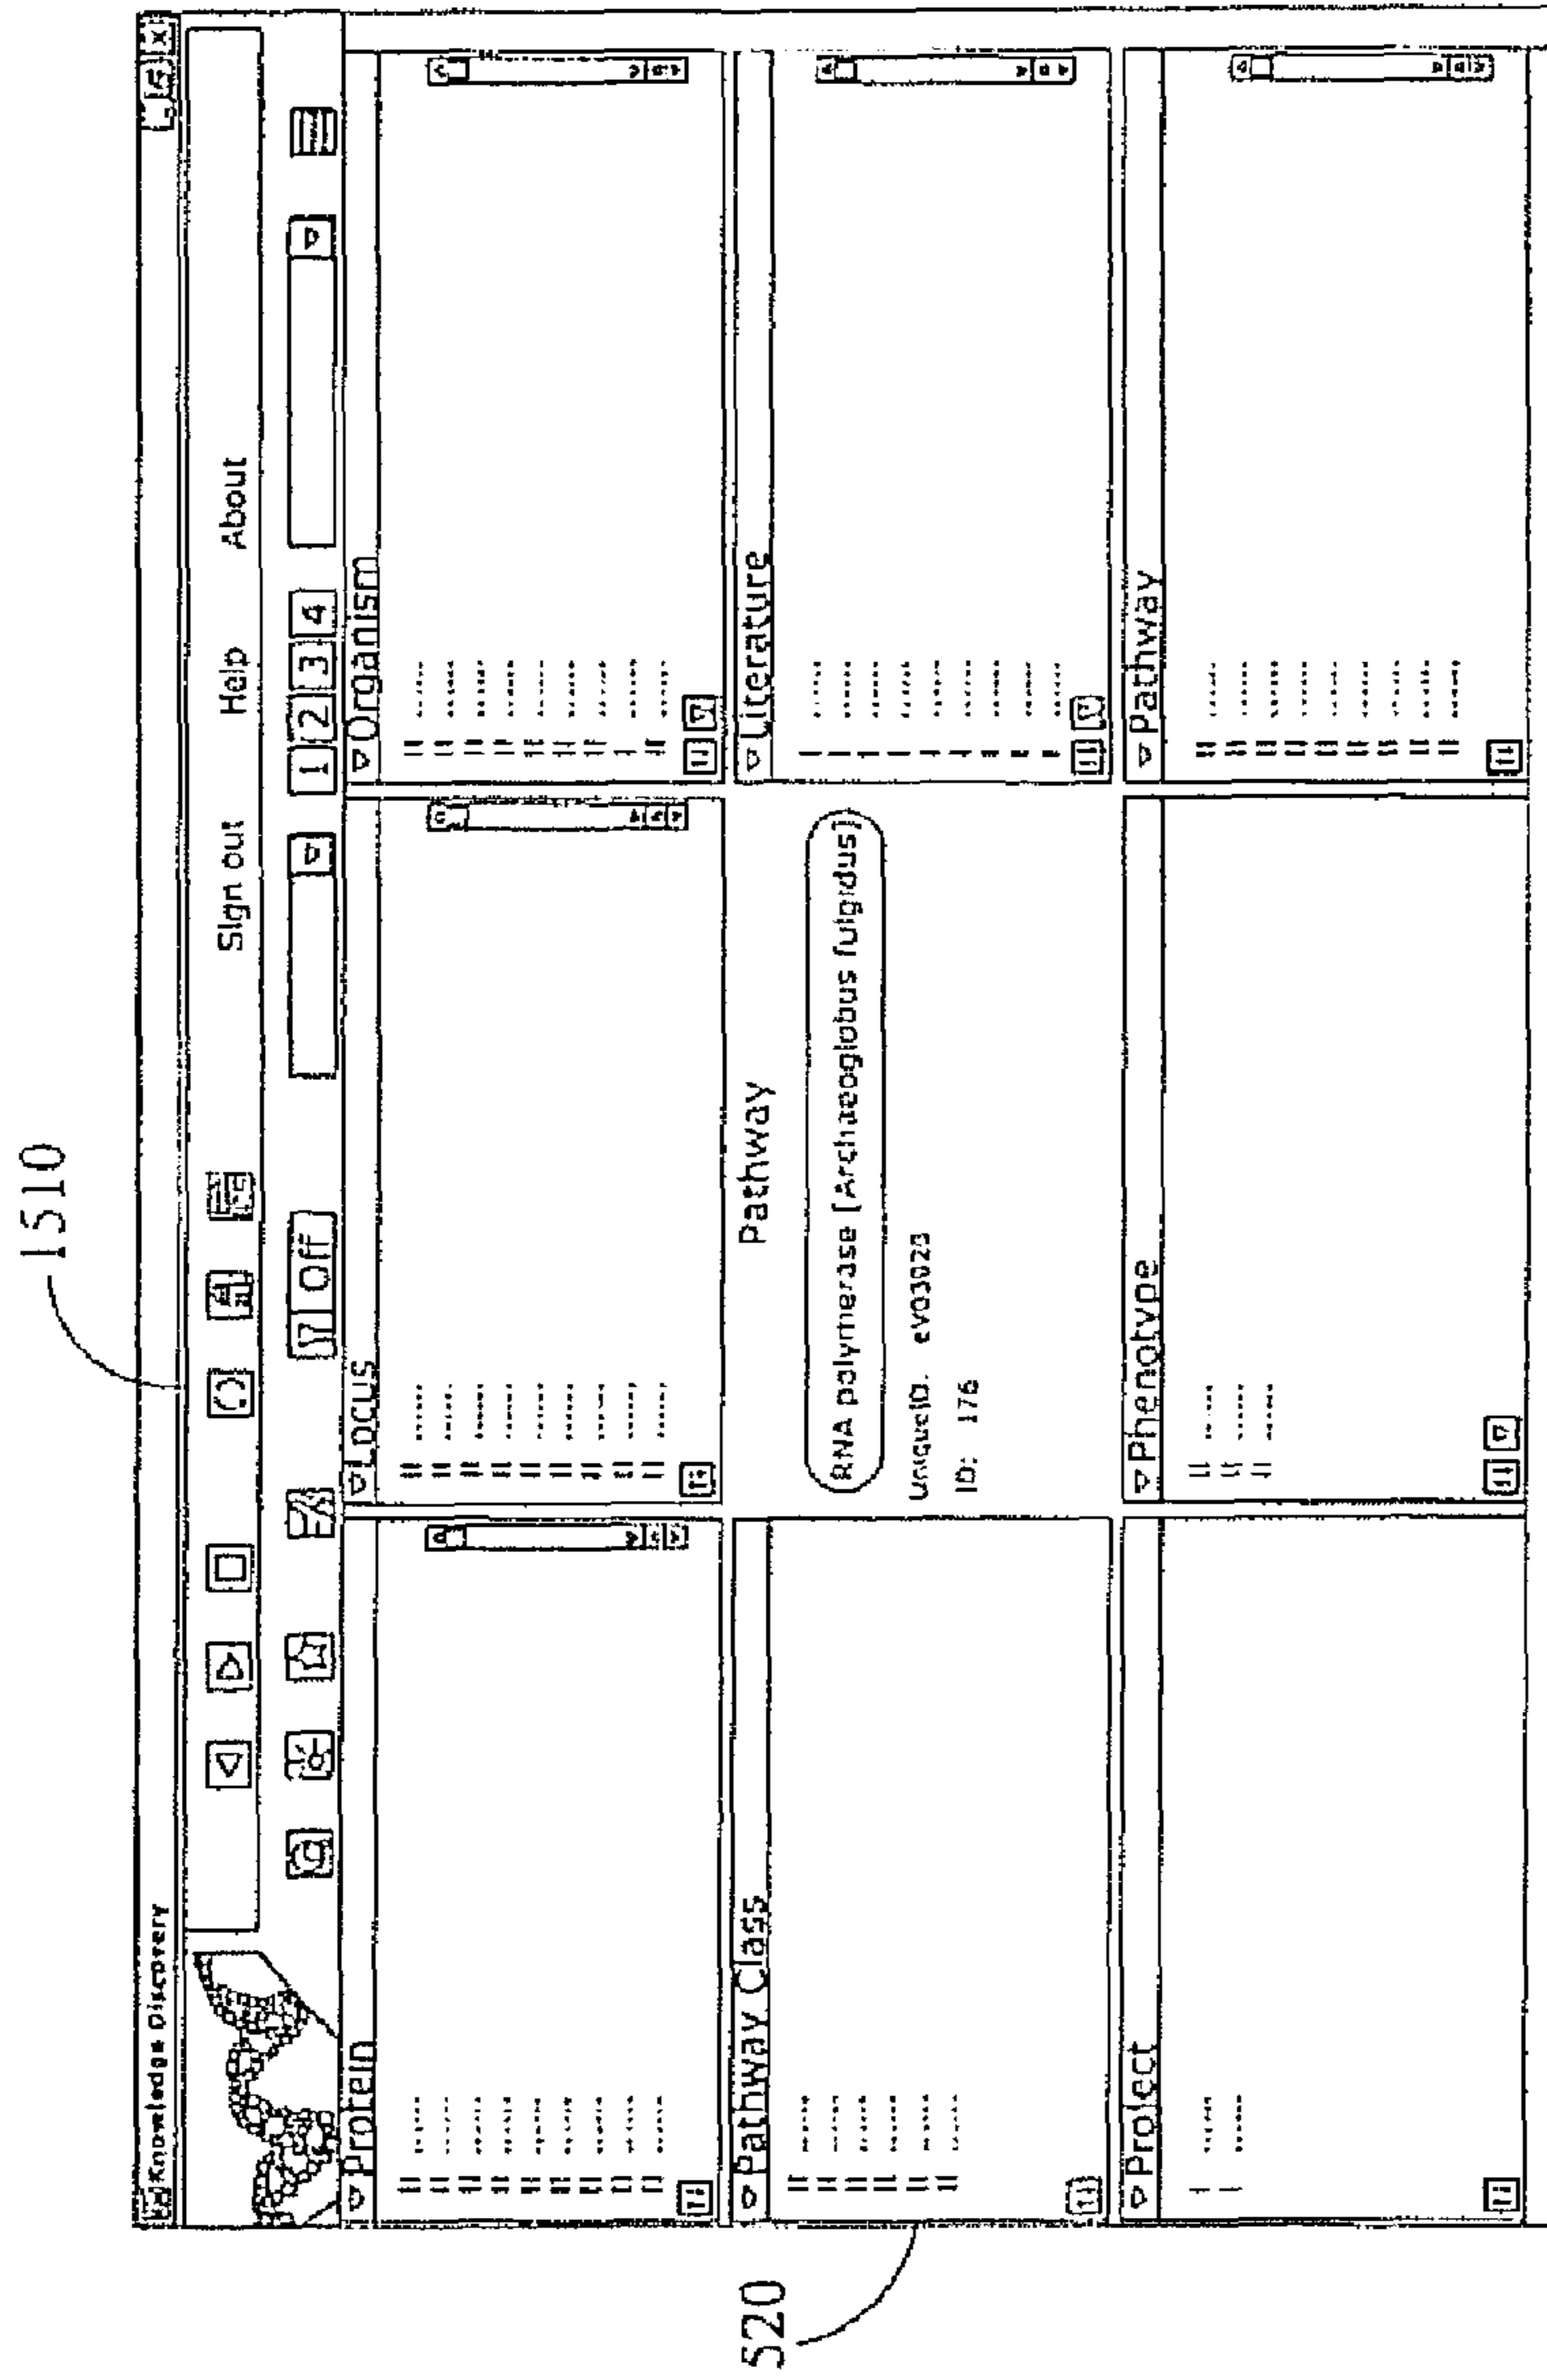 1510
Knowledge Discovery
Sign out Help About
Off 1 2 3 4
Protein Locus Organism
Pathway Class Pathway Literature
RNA polymerase [Archaeoglobus fulgidus]
UniqueID: eV03020
ID: 176
520
Project Phenotype Pathway